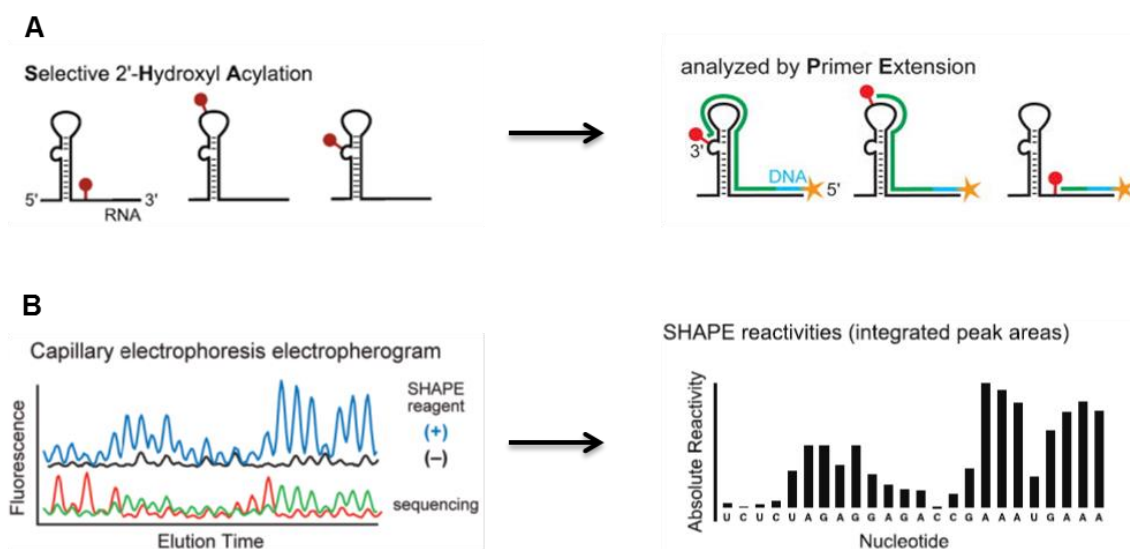 A
Selective 2'-Hydroxyl Acylation
5'
3'
RNA
analyzed by Primer Extension
3'
DNA
5'
B
Capillary electrophoresis electropherogram
Fluorescence
SHAPE
reagent
(+)
(–)
sequencing
Elution Time
SHAPE reactivities (integrated peak areas)
Absolute Reactivity
U C U C U A G A G G A G A C C G A A A U G A A A
Nucleotide